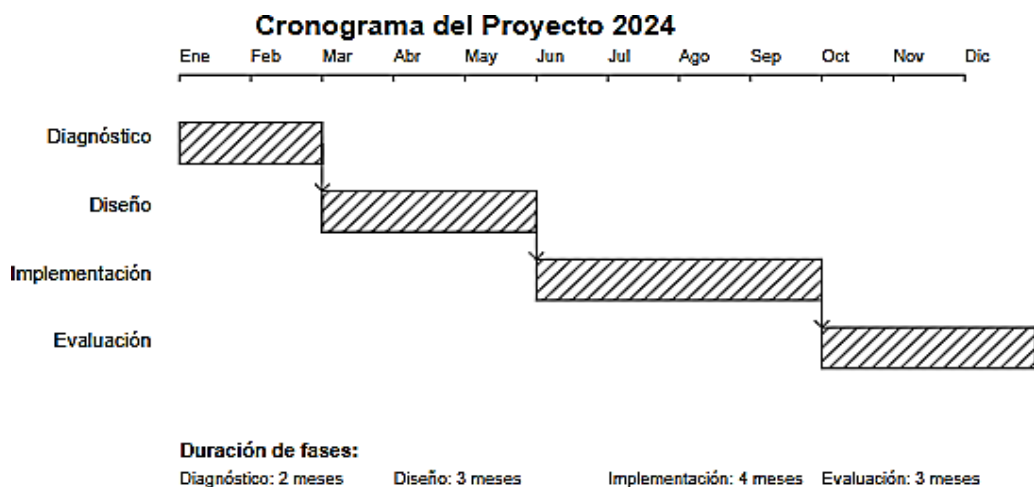 Cronograma del Proyecto 2024
Ene Feb Mar Abr May Jun Jul Ago Sep Oct Nov Dic
Diagnóstico
Diseño
Implementación
Evaluación
Duración de fases:
Diagnóstico: 2 meses Diseño: 3 meses Implementación: 4 meses Evaluación: 3 meses